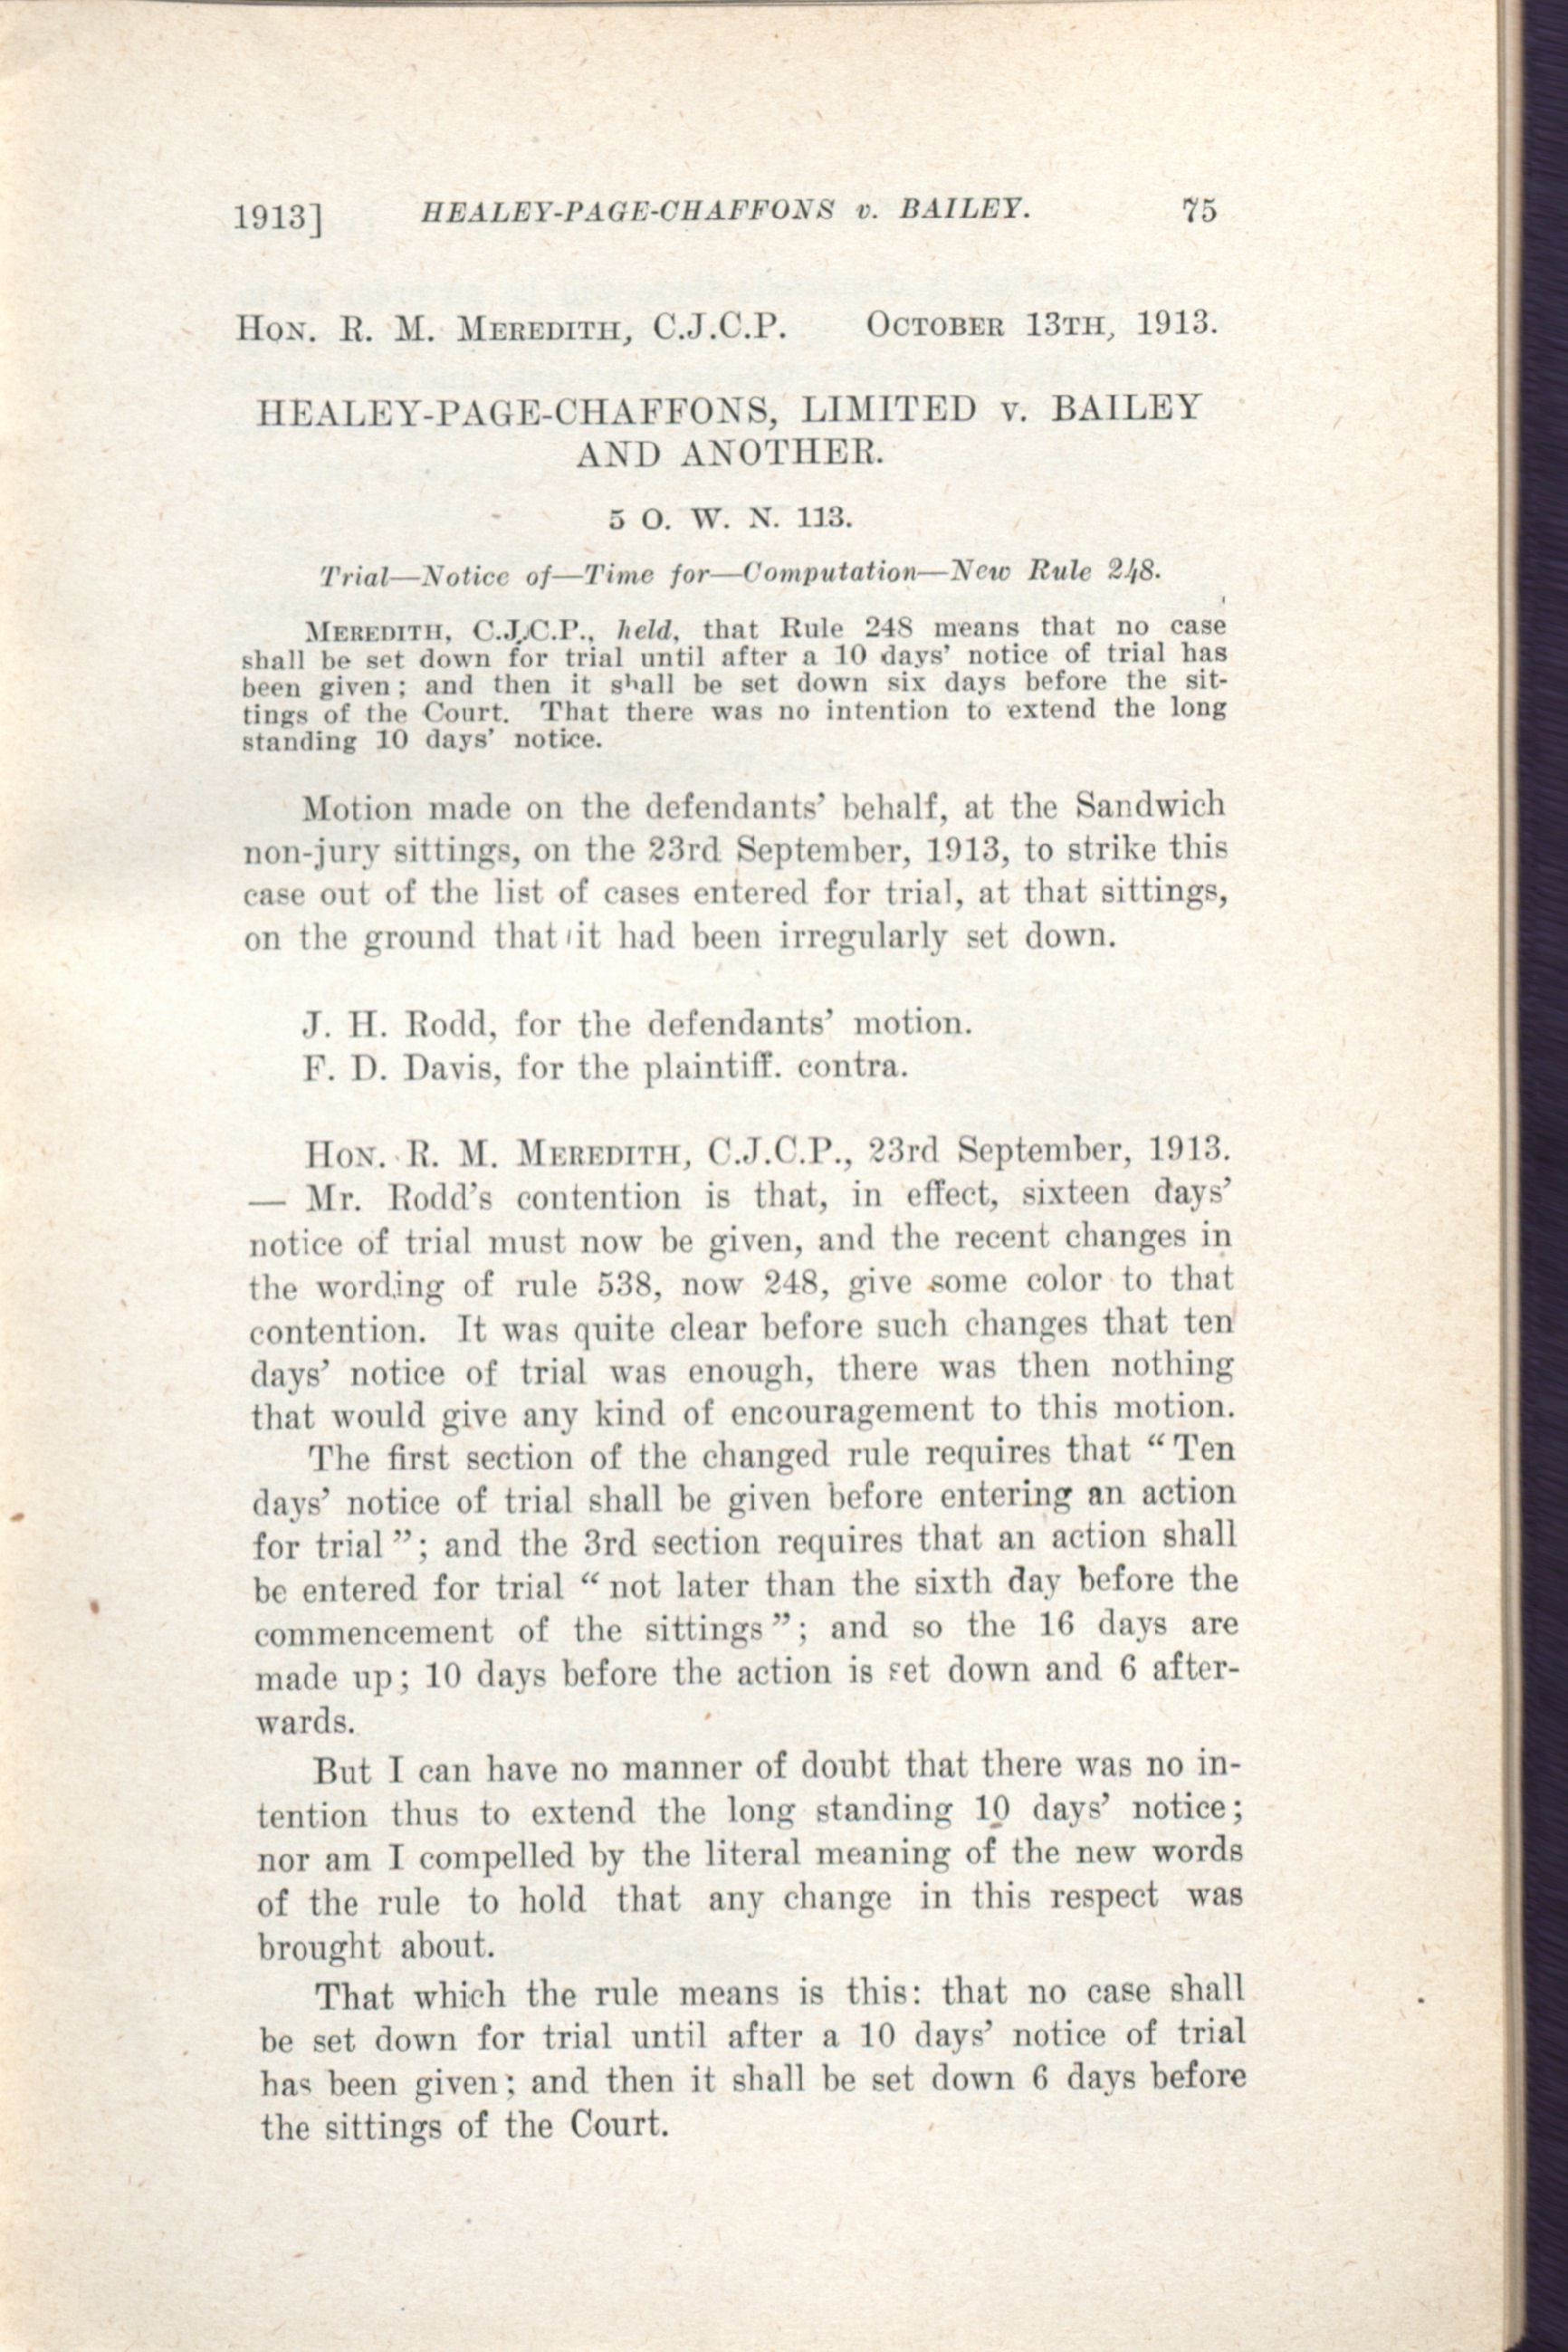 1913] HEALEY-PAGE-CHAFFONS v. BAILEY. 75
HON. R. M. MEREDITH, C.J.C.P. OCTOBER 13TH, 1913.
HEALEY-PAGE-CHAFFONS, LIMITED v. BAILEY
AND ANOTHER.
5 O. W. N. 113.
Trial—Notice of—Time for—Computation—New Rule 248.
MEREDITH, C.J.C.P., held, that Rule 248 means that no case
shall be set down for trial until after a 10 days' notice of trial has
been given; and then it shall be set down six days before the sit-
tings of the Court. That there was no intention to extend the long
standing 10 days' notice.
Motion made on the defendants' behalf, at the Sandwich
non-jury sittings, on the 23rd September, 1913, to strike this
case out of the list of cases entered for trial, at that sittings,
on the ground that it had been irregularly set down.
J. H. Rodd, for the defendants' motion.
F. D. Davis, for the plaintiff. contra.
HON. R. M. MEREDITH, C.J.C.P., 23rd September, 1913.
— Mr. Rodd's contention is that, in effect, sixteen days'
notice of trial must now be given, and the recent changes in
the wording of rule 538, now 248, give some color to that
contention. It was quite clear before such changes that ten
days' notice of trial was enough, there was then nothing
that would give any kind of encouragement to this motion.
The first section of the changed rule requires that "Ten
days' notice of trial shall be given before entering an action
for trial"; and the 3rd section requires that an action shall
be entered for trial "not later than the sixth day before the
commencement of the sittings"; and so the 16 days are
made up; 10 days before the action is set down and 6 after-
wards.
But I can have no manner of doubt that there was no in-
tention thus to extend the long standing 10 days' notice;
nor am I compelled by the literal meaning of the new words
of the rule to hold that any change in this respect was
brought about.
That which the rule means is this: that no case shall
be set down for trial until after a 10 days' notice of trial
has been given; and then it shall be set down 6 days before
the sittings of the Court.